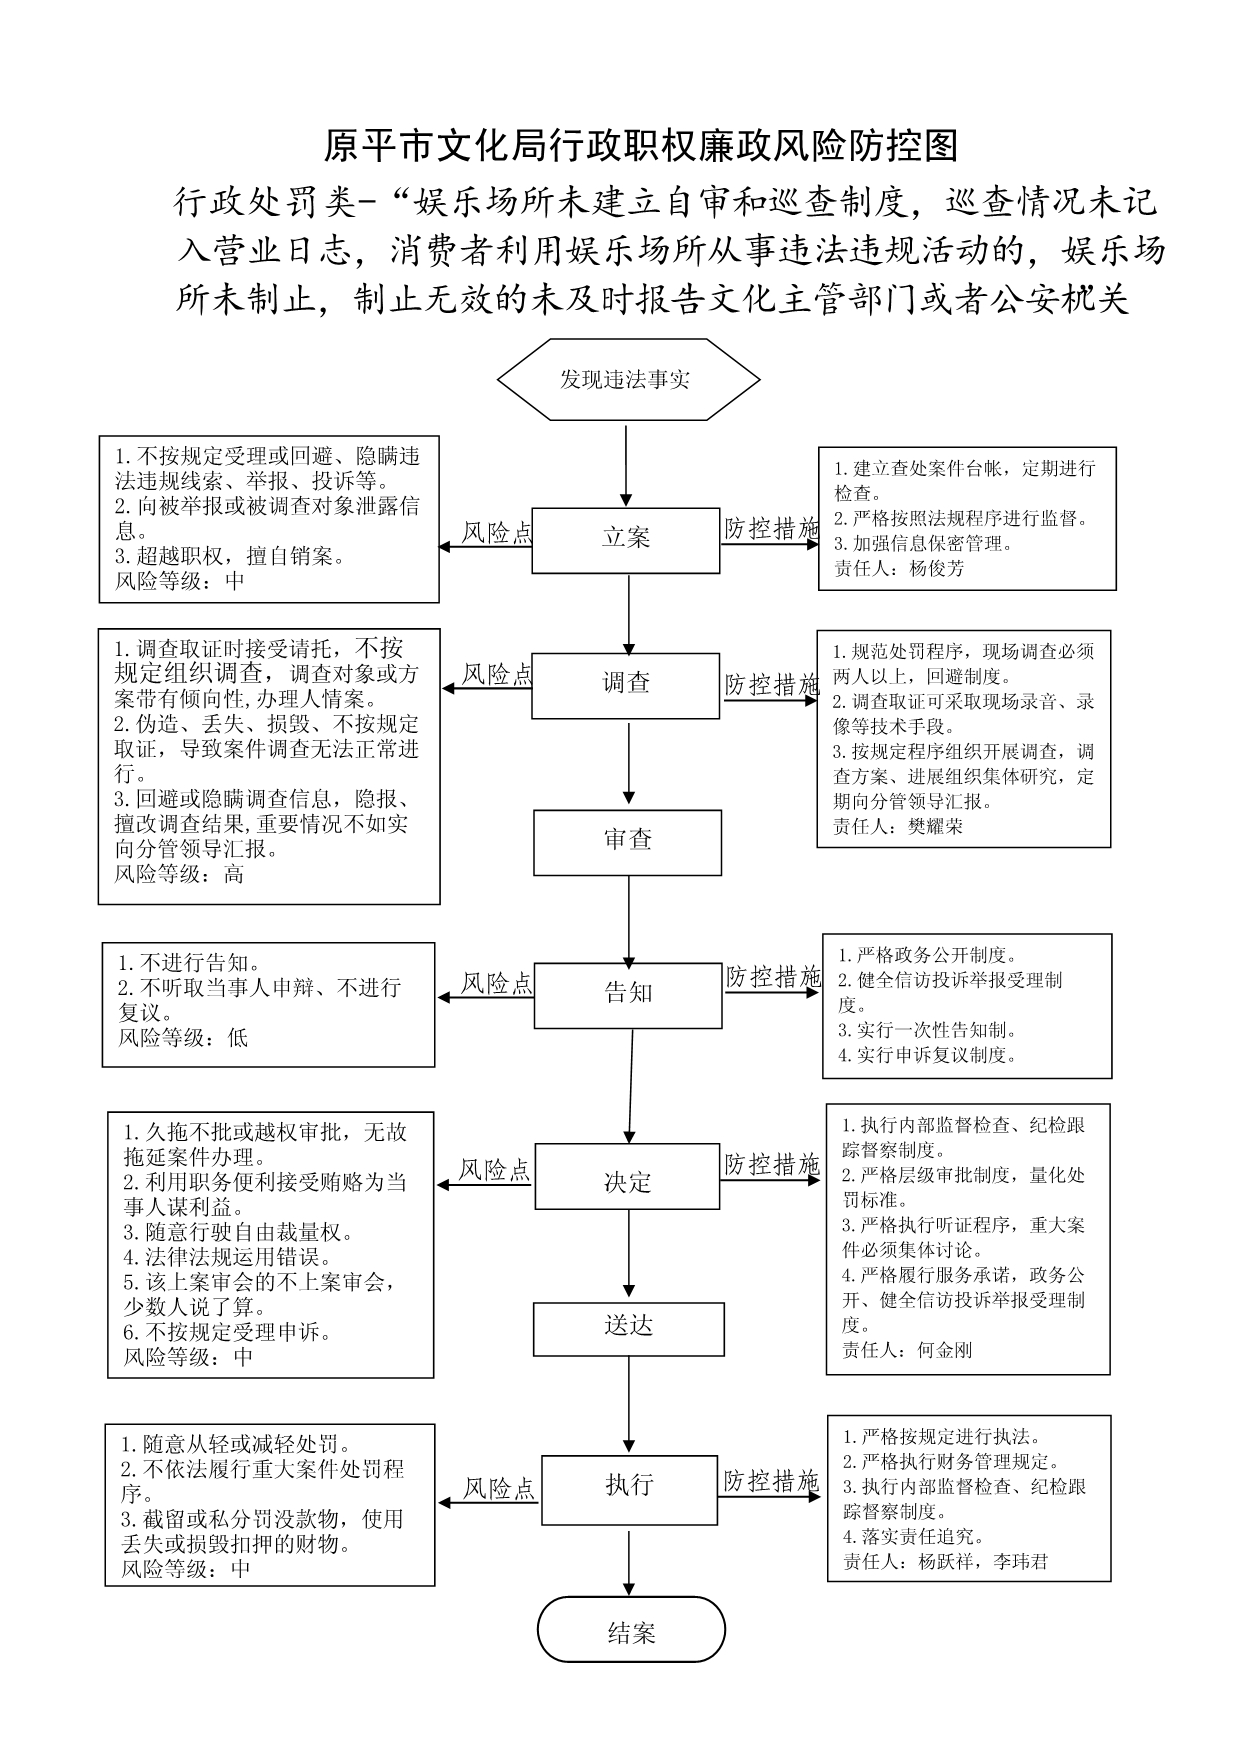 原平市文化局行政职权廉政风险防控图
行政处罚类-“娱乐场所未建立自审和巡查制度，巡查情况未记
入营业日志，消费者利用娱乐场所从事违法违规活动的，娱乐场
所未制止，制止无效的未及时报告文化主管部门或者公安机关”
发现违法事实
1.不按规定受理或回避、隐瞒违
法违规线索、举报、投诉等。
2.向被举报或被调查对象泄露信
息。
3.超越职权，擅自销案。
风险等级：中
风险点
立案
防控措施
1.建立查处案件台帐，定期进行
检查。
2.严格按照法规程序进行监督。
3.加强信息保密管理。
责任人：杨俊芳
1.调查取证时接受请托，不按
规定组织调查，调查对象或方
案带有倾向性,办理人情案。
2.伪造、丢失、损毁、不按规定
取证，导致案件调查无法正常进
行。
3.回避或隐瞒调查信息，隐报、
擅改调查结果,重要情况不如实
向分管领导汇报。
风险等级：高
风险点
调查
防控措施
1.规范处罚程序，现场调查必须
两人以上，回避制度。
2.调查取证可采取现场录音、录
像等技术手段。
3.按规定程序组织开展调查，调
查方案、进展组织集体研究，定
期向分管领导汇报。
责任人：樊耀荣
审查
1.不进行告知。
2.不听取当事人申辩、不进行
复议。
风险等级：低
风险点
告知
防控措施
1.严格政务公开制度。
2.健全信访投诉举报受理制
度。
3.实行一次性告知制。
4.实行申诉复议制度。
1.久拖不批或越权审批，无故
拖延案件办理。
2.利用职务便利接受贿赂为当
事人谋利益。
3.随意行驶自由裁量权。
4.法律法规运用错误。
5.该上案审会的不上案审会，
少数人说了算。
6.不按规定受理申诉。
风险等级：中
风险点
决定
防控措施
1.执行内部监督检查、纪检跟
踪督察制度。
2.严格层级审批制度，量化处
罚标准。
3.严格执行听证程序，重大案
件必须集体讨论。
4.严格履行服务承诺，政务公
开、健全信访投诉举报受理制
度。
责任人：何金刚
送达
1.随意从轻或减轻处罚。
2.不依法履行重大案件处罚程
序。
3.截留或私分罚没款物，使用
丢失或损毁扣押的财物。
风险等级：中
风险点
执行
防控措施
1.严格按规定进行执法。
2.严格执行财务管理规定。
3.执行内部监督检查、纪检跟
踪督察制度。
4.落实责任追究。
责任人：杨跃祥，李玮君
结案